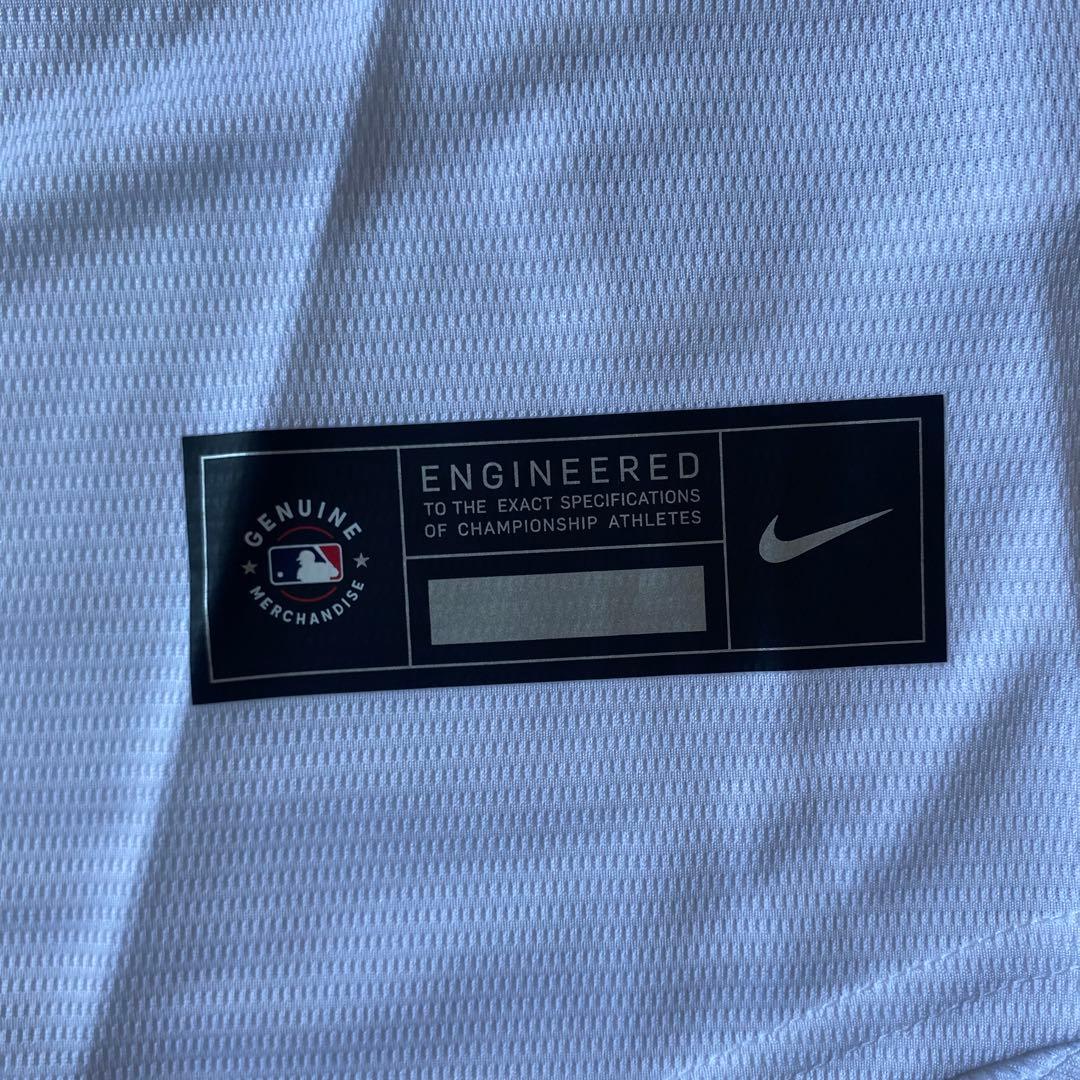 GENUINE
MERCHANDISE
ENGINEERED
TO THE EXACT SPECIFICATIONS
OF CHAMPIONSHIP ATHLETES